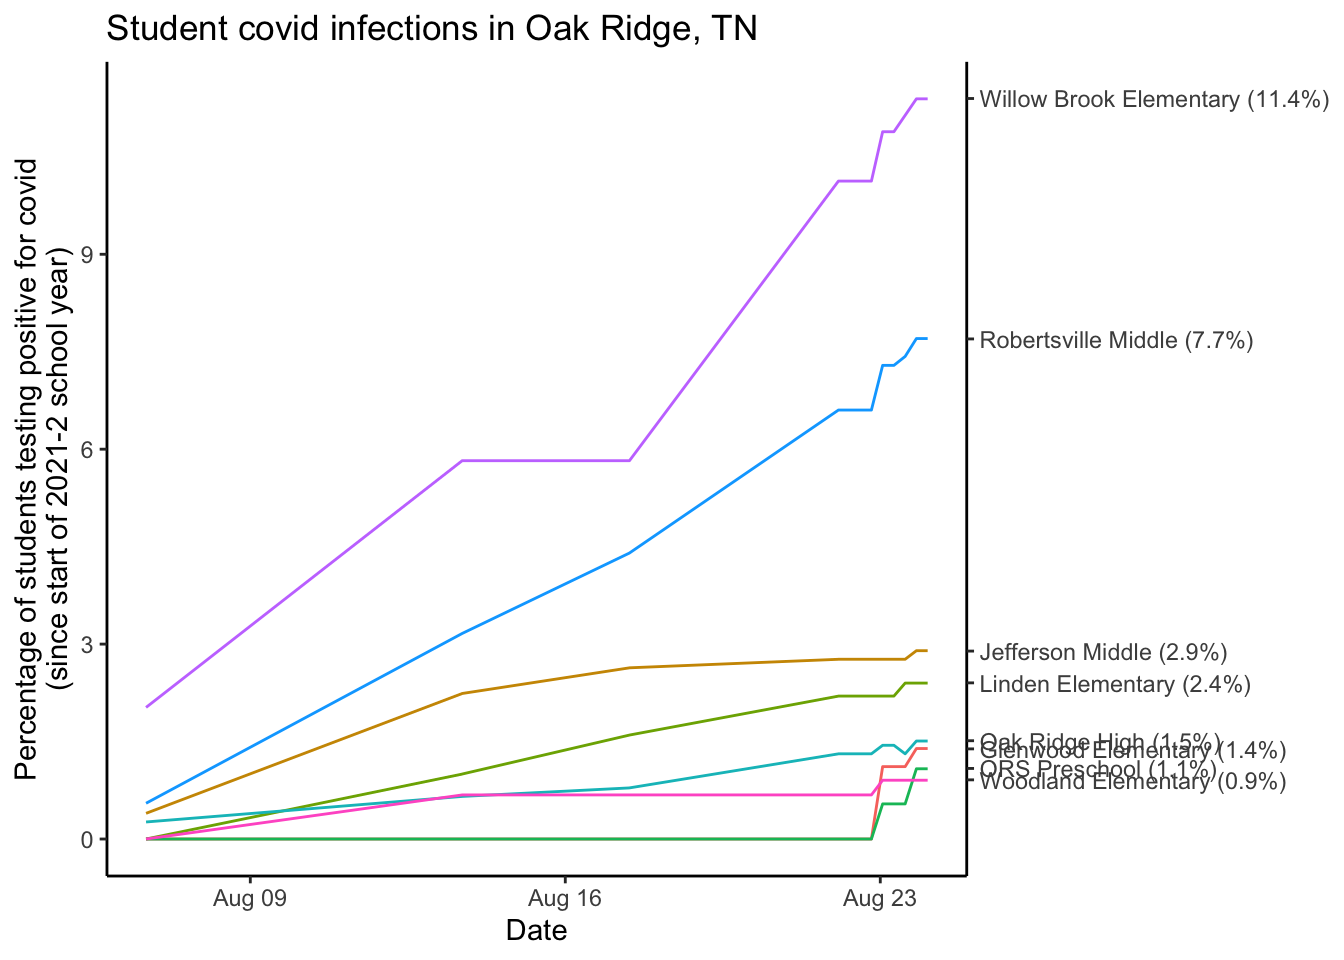 Student covid infections in Oak Ridge, TN
Percentage of students testing positive for covid
(since start of 2021-2 school year)
9
6
3
0
Aug 09
Aug 16
Aug 23
Date
Willow Brook Elementary (11.4%)
Robertsville Middle (7.7%)
Jefferson Middle (2.9%)
Linden Elementary (2.4%)
Oak Ridge High (1.5%)
Glenwood Elementary (1.4%)
ORS Preschool (1.1%)
Woodland Elementary (0.9%)